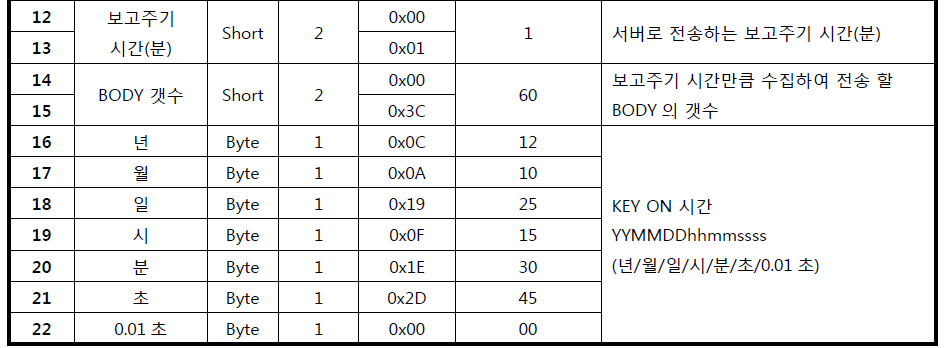 12 보고주기 시간(분) Short 2 0x00 1 서버로 전송하는 보고주기 시간(분)
13 0x01
14 BODY 갯수 Short 2 0x00 60 보고주기 시간만큼 수집하여 전송 할
15 0x3C BODY 의 갯수
16 년 Byte 1 0x0C 12
17 월 Byte 1 0x0A 10
18 일 Byte 1 0x19 25 KEY ON 시간
19 시 Byte 1 0x0F 15 YYMMDDhhmmssss
20 분 Byte 1 0x1E 30 (년/월/일/시/분/초/0.01 초)
21 초 Byte 1 0x2D 45
22 0.01 초 Byte 1 0x00 00